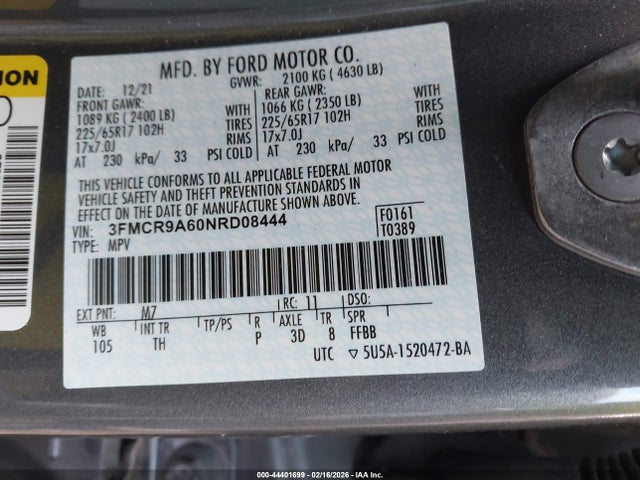 NION
MFD. BY FORD MOTOR CO.
DATE: 12/21 GVWR: 2100 KG ( 4630 LB)
FRONT GAWR: REAR GAWR:
1089 KG ( 2400 LB) WITH 1066 KG ( 2350 LB) WITH
225/65R17 102H TIRES 225/65R17 102H TIRES
17x7.0J RIMS 17x7.0J RIMS
AT 230 kPa/ 33 PSI COLD AT 230 kPa/ 33 PSI COLD
THIS VEHICLE CONFORMS TO ALL APPLICABLE FEDERAL MOTOR
VEHICLE SAFETY AND THEFT PREVENTION STANDARDS IN
EFFECT ON THE DATE OF MANUFACTURE SHOWN ABOVE.
VIN: 3FMCR9A60NRD08444 F0161
TYPE: MPV T0389
EXT PNT: M7 RC: 11 DSO:
WB INT TR TP/PS R AXLE TR SPR
105 TH P 3D 8 FFBB
UTC ▽5U5A-1520472-BA
000-44401699 - 02/16/2026 - IAA Inc.